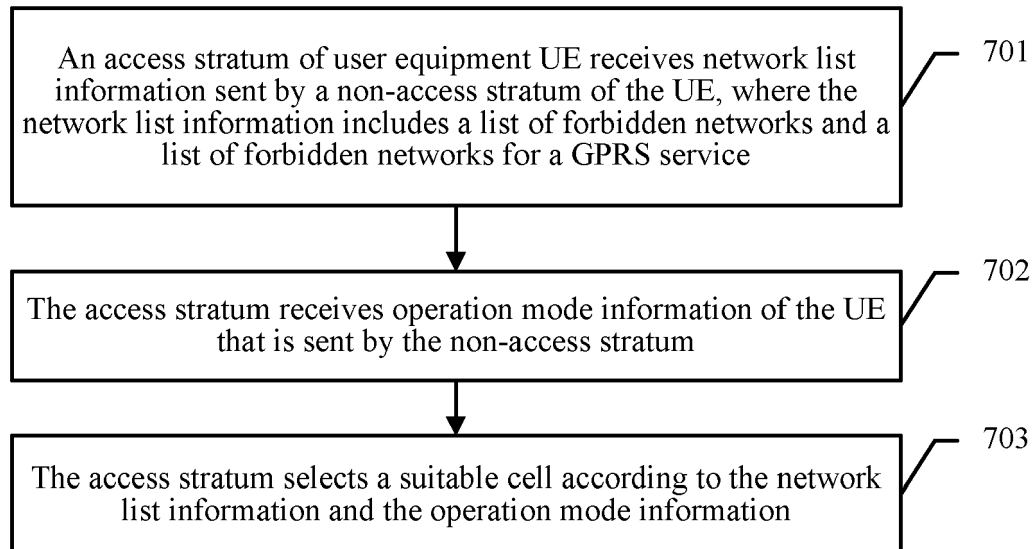 An access stratum of user equipment UE receives network list
information sent by a non-access stratum of the UE, where the
network list information includes a list of forbidden networks and a
list of forbidden networks for a GPRS service
701
The access stratum receives operation mode information of the UE
that is sent by the non-access stratum
702
The access stratum selects a suitable cell according to the network
list information and the operation mode information
703